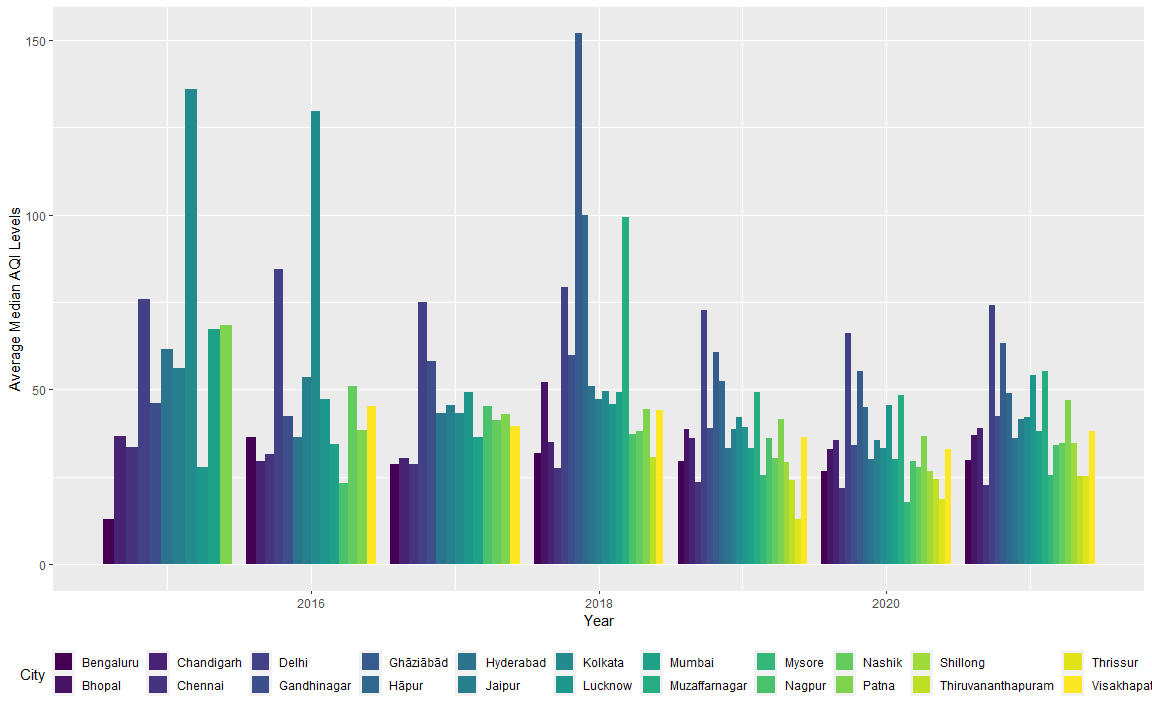 150
100
50
0
Average Median AQI Levels
2016 2018 2020
Year
City
Bengaluru Chandigarh Delhi Ghāziābād Hyderabad Kolkata Mumbai Mysore Nashik Shillong Thrissur
Bhopal Chennai Gandhinagar Hāpur Jaipur Lucknow Muzaffarnagar Nagpur Patna Thiruvananthapuram Visakhapat